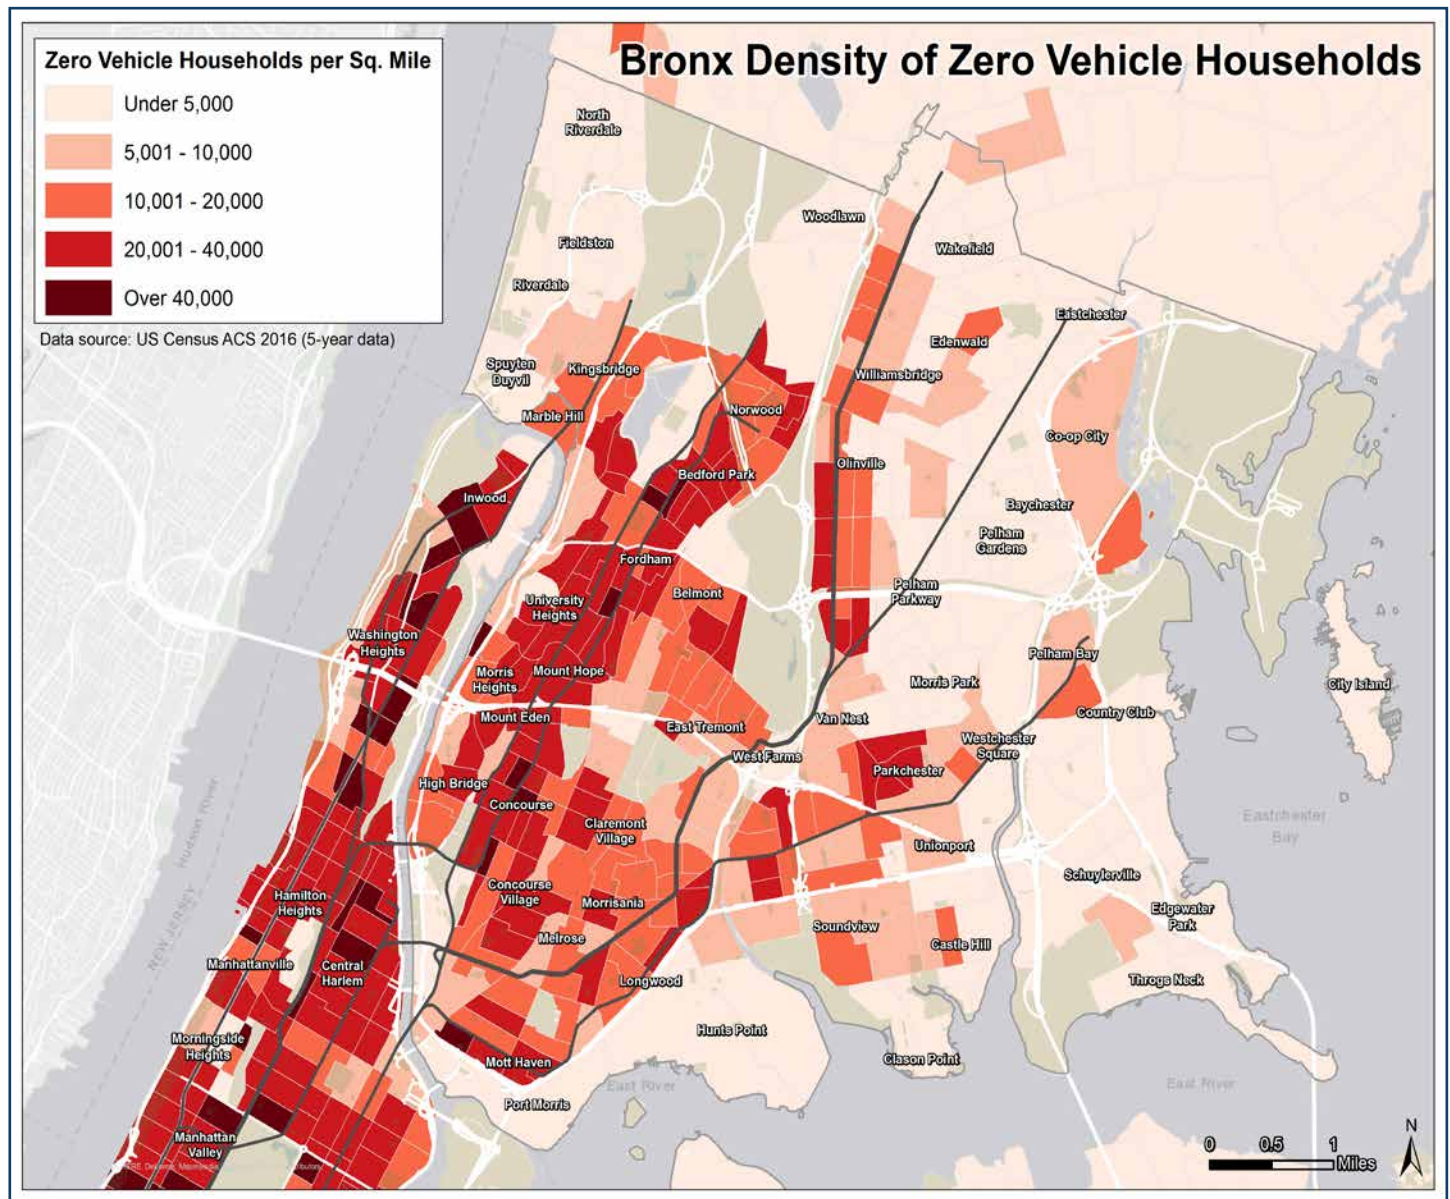 Bronx Density of Zero Vehicle Households
Zero Vehicle Households per Sq. Mile
Under 5,000
5,001 - 10,000
10,001 - 20,000
20,001 - 40,000
Over 40,000
Data source: US Census ACS 2016 (5-year data)
North
Riverdale
Woodlawn
Fieldston
Wakefield
Riverdale
Eastchester
Edenwald
Spuyten
Duyvil
Kingsbridge
Williamsbridge
Marble Hill
Norwood
Co-op City
Olinville
Bedford Park
Inwood
Baychester
Pelham
Gardens
Fordham
Belmont
Pelham
Parkway
University
Heights
Washington
Heights
Pelham Bay
Morris
Heights
Mount Hope
Morris Park
City Island
Mount Eden
Country Club
East Tremont
Van Nest
Westchester
Square
West Farms
Parkchester
High Bridge
Concourse
Claremont
Village
Eastchester
Bay
Hudson River
Unionport
Schuylerville
Concourse
Village
Hamilton
Heights
Morrisania
Edgewater
Park
NEW JERSEY
Soundview
Melrose
Castle Hill
Manhattanville
Central
Harlem
Longwood
Throgs Neck
Hunts Point
Morningside
Heights
Mott Haven
Clason Point
East River
East River
Port Morris
Manhattan
Valley
N
0 0.5 1
Miles